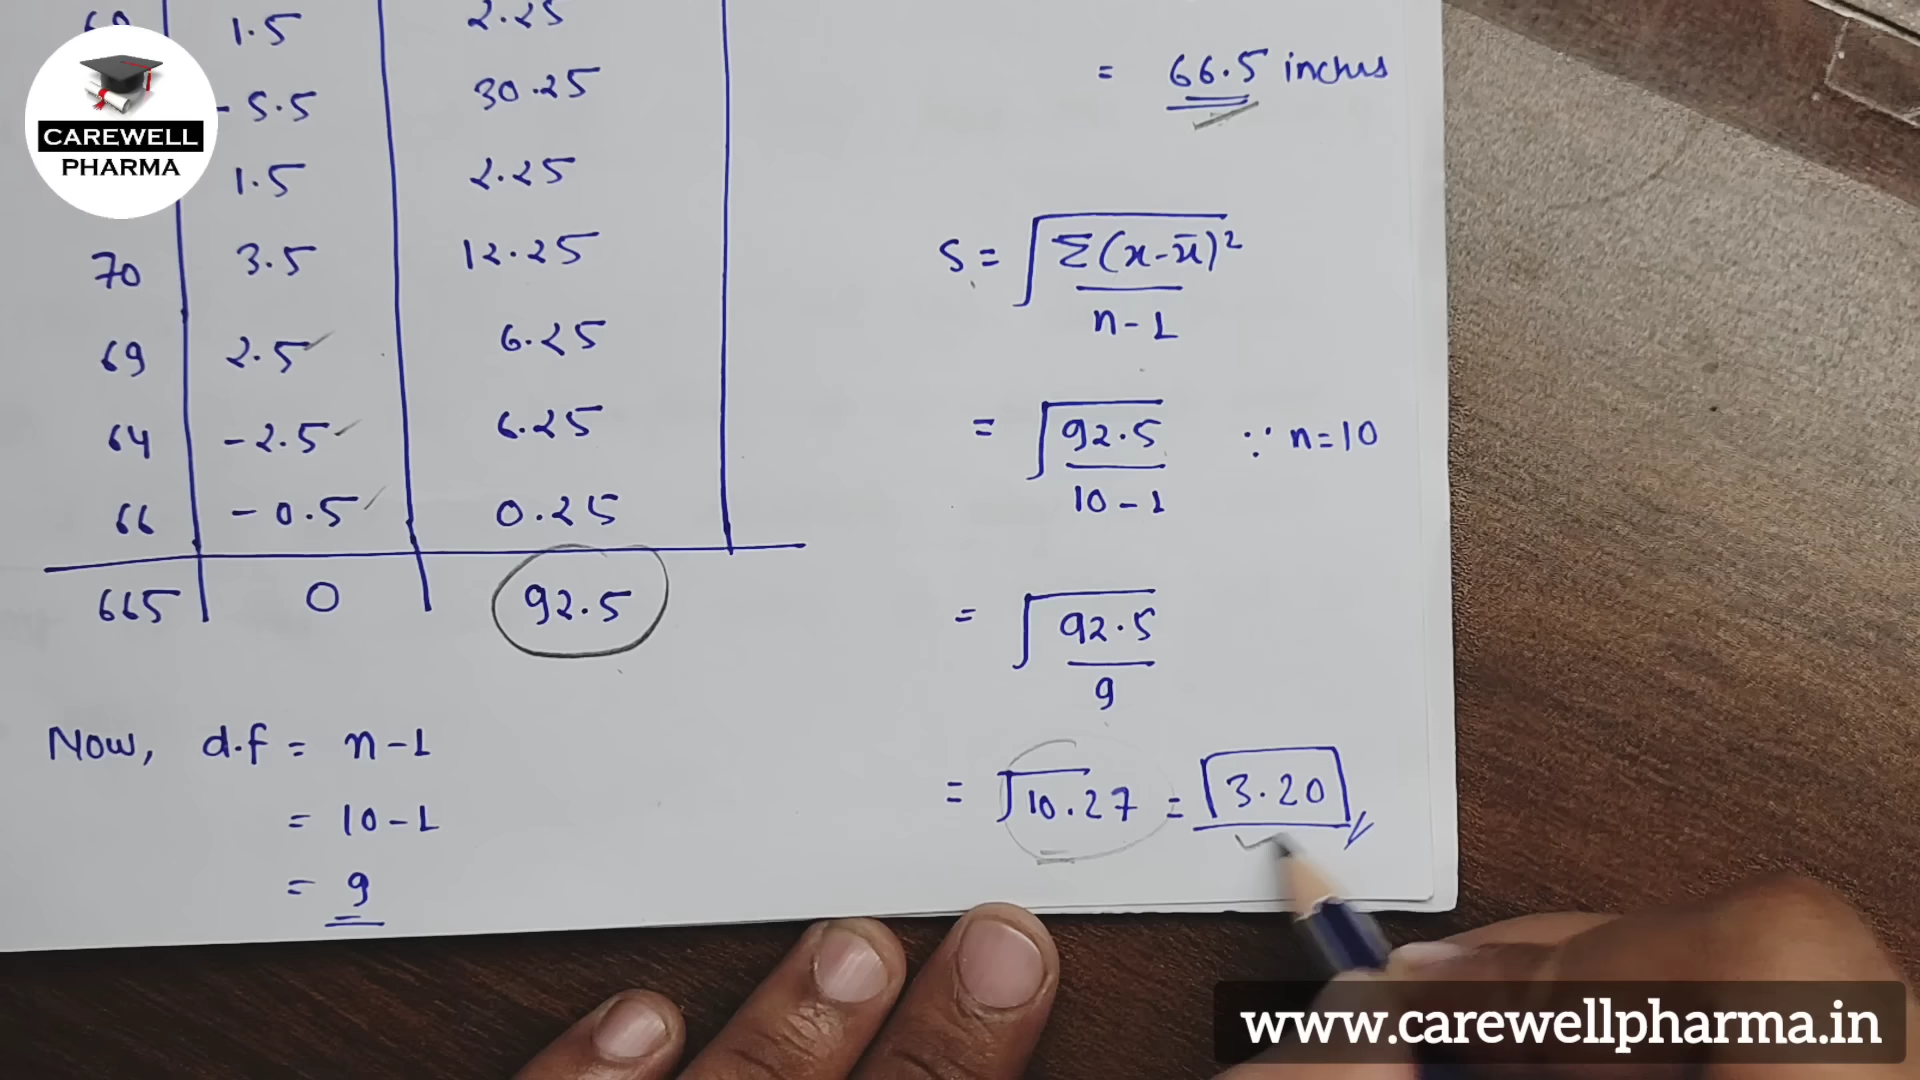 1.5 2.25
-5.5 30.25
1.5 2.25
70 3.5 12.25
69 2.5 6.25
64 -2.5 6.25
66 -0.5 0.25
665 0 92.5
Now, d.f = n-1
= 10-1
= 9
= 66.5 inches
S = √Σ(x-x̄)²
n-1
= √92.5 ∵ n=10
10-1
= √92.5
9
= √10.27 = 3.20
CAREWELL
PHARMA
www.carewellpharma.in